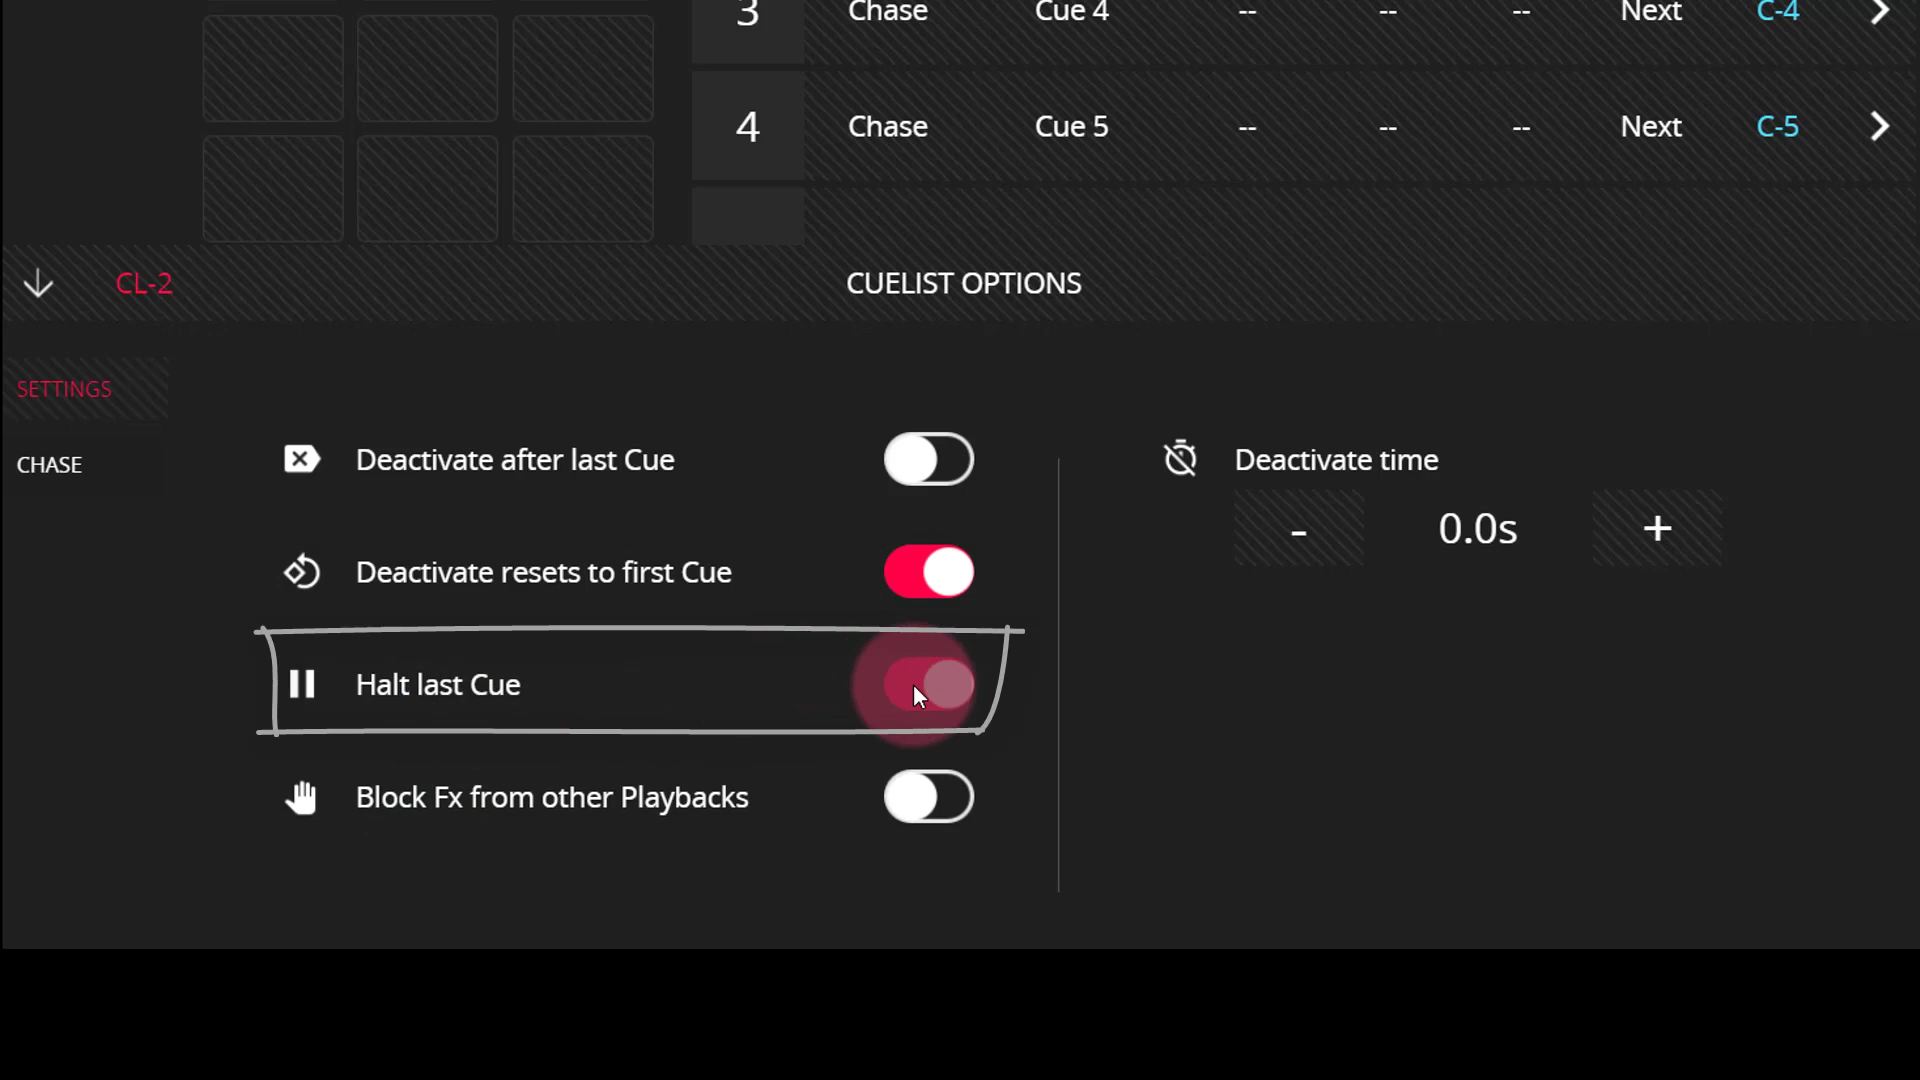 3 Chase Cue 4 -- -- -- Next C-4
4 Chase Cue 5 -- -- -- Next C-5
CL-2 CUELIST OPTIONS
SETTINGS
CHASE
Deactivate after last Cue
Deactivate resets to first Cue
Halt last Cue
Block Fx from other Playbacks
Deactivate time
- 0.0s +